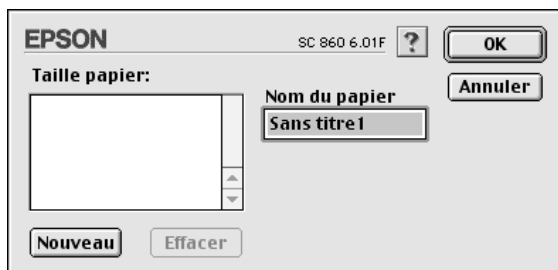 EPSON SC 860 6.01F ? OK
Taille papier:
Nom du papier
Annuler
Sans titre1
Nouveau Effacer